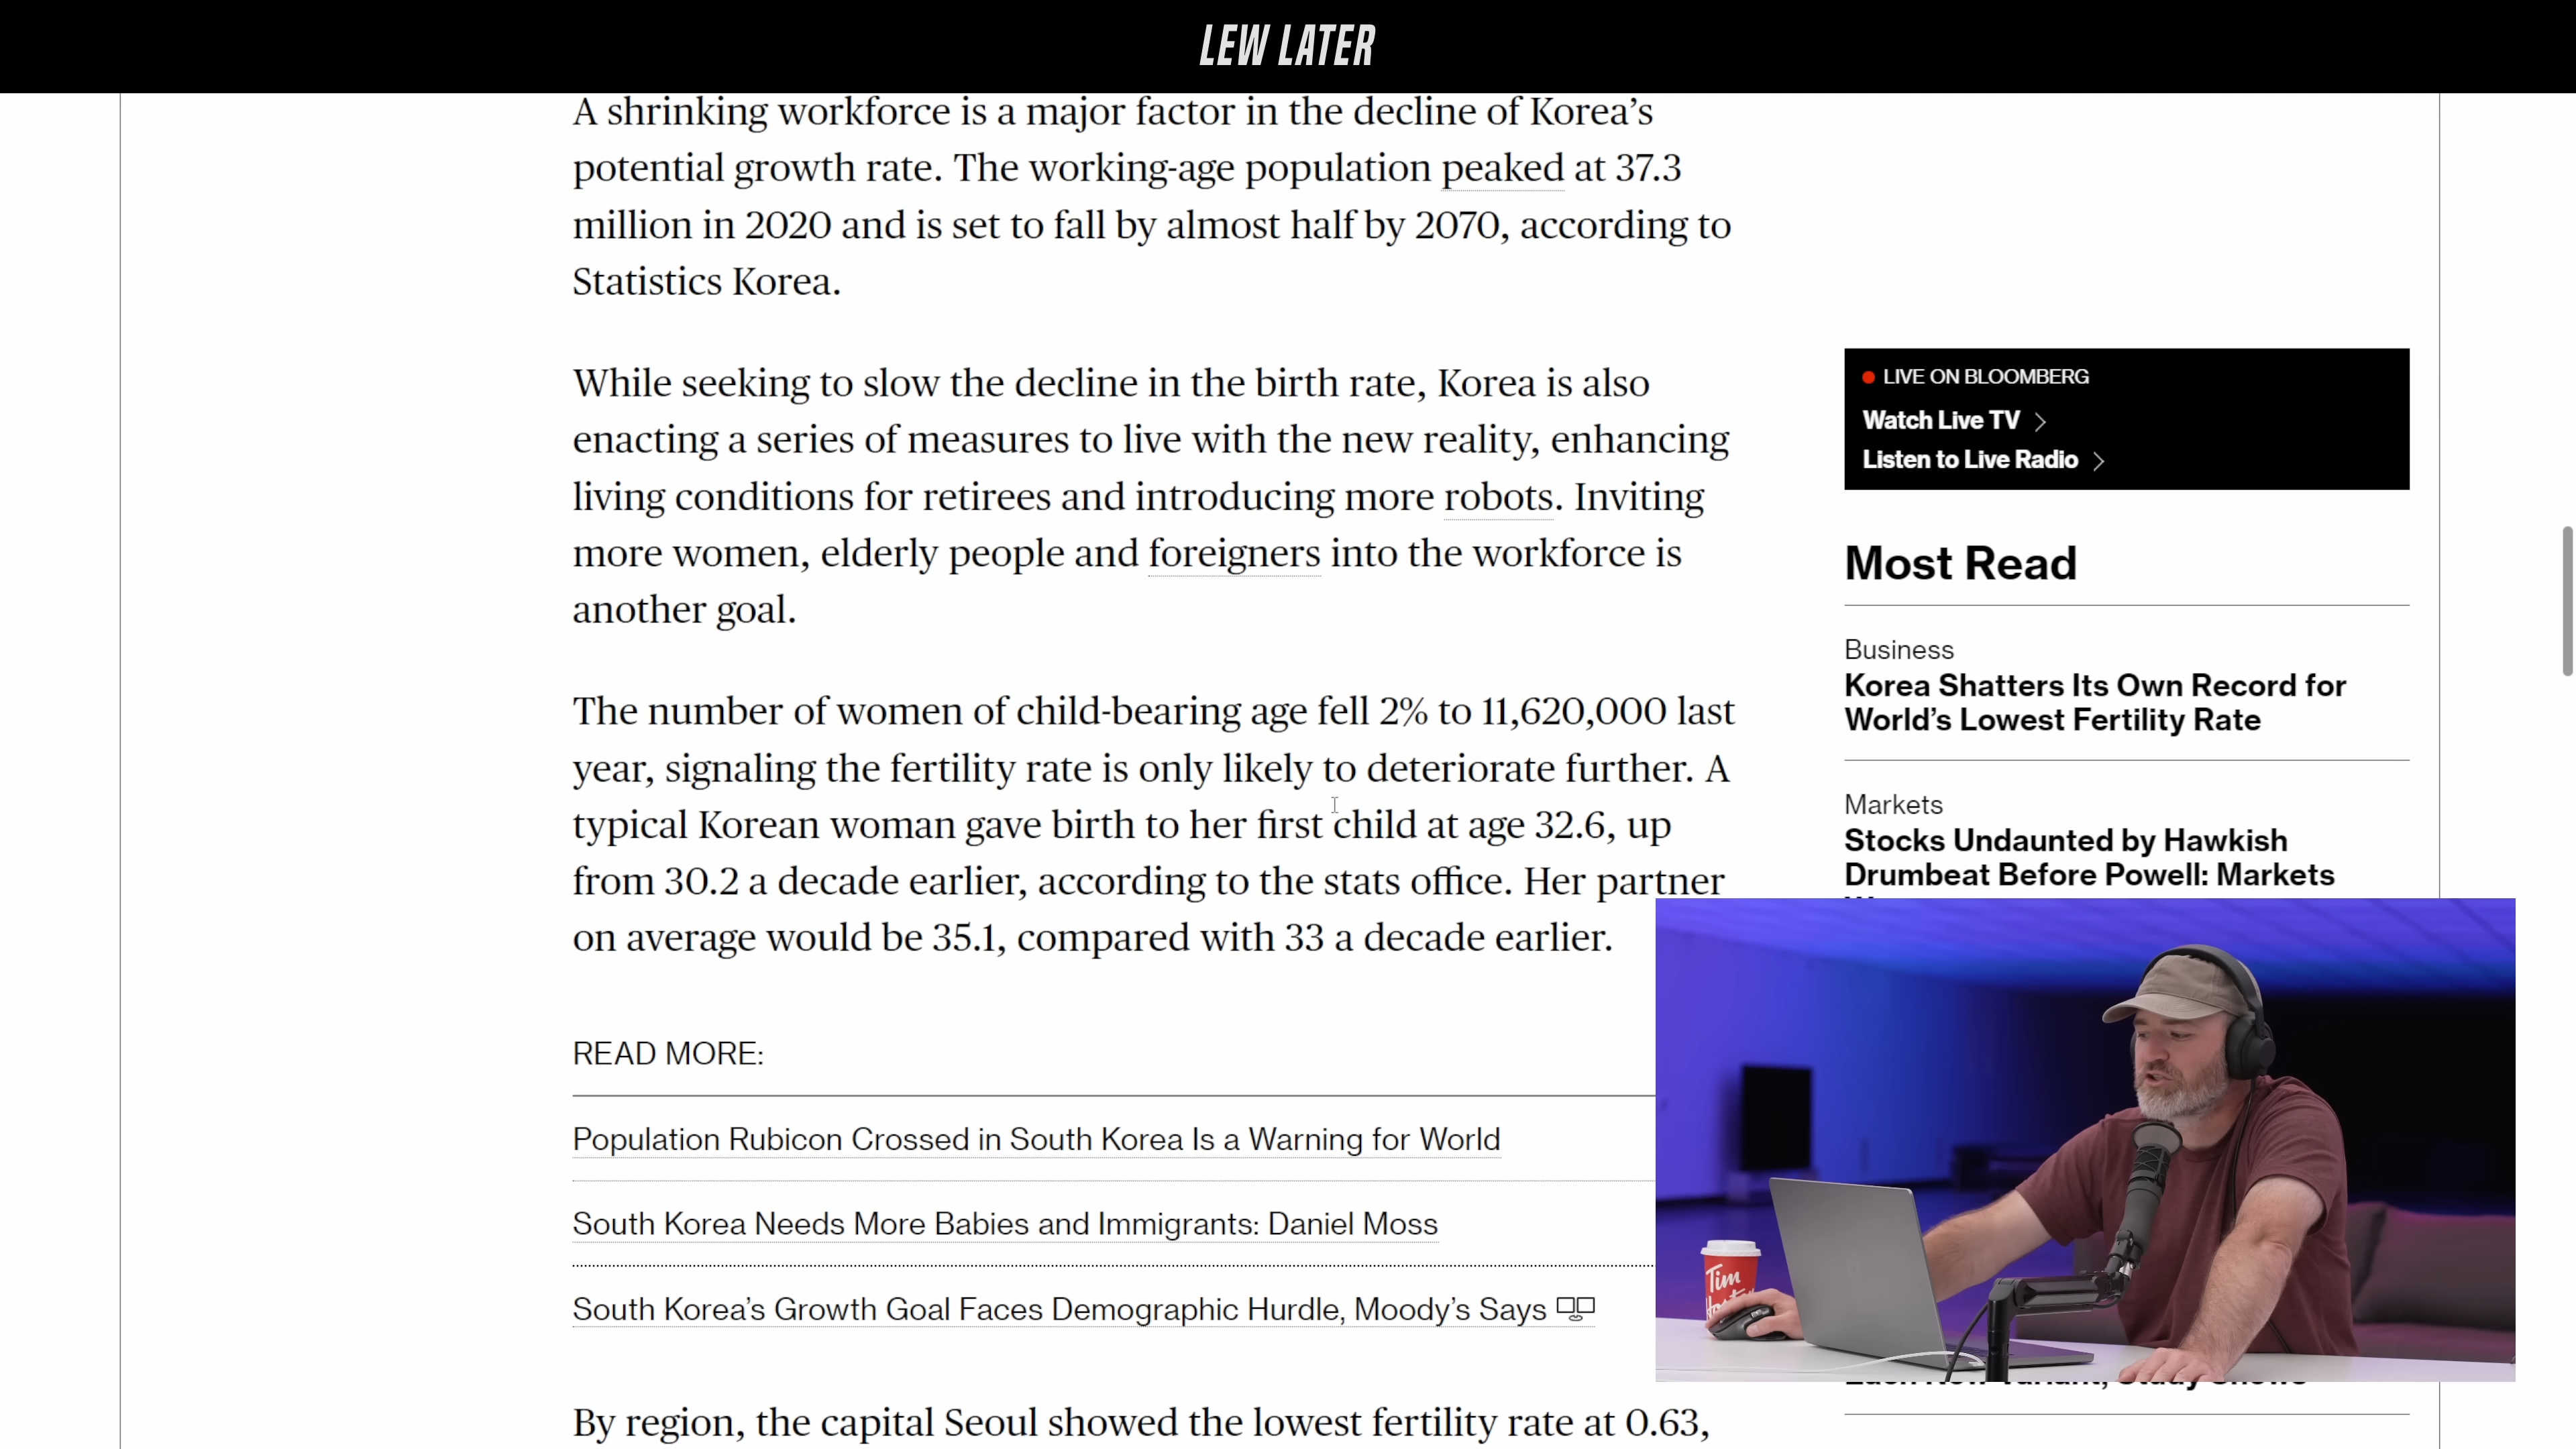 LEW LATER
A shrinking workforce is a major factor in the decline of Korea’s
potential growth rate. The working-age population peaked at 37.3
million in 2020 and is set to fall by almost half by 2070, according to
Statistics Korea.
While seeking to slow the decline in the birth rate, Korea is also
enacting a series of measures to live with the new reality, enhancing
living conditions for retirees and introducing more robots. Inviting
more women, elderly people and foreigners into the workforce is
another goal.
The number of women of child-bearing age fell 2% to 11,620,000 last
year, signaling the fertility rate is only likely to deteriorate further. A
typical Korean woman gave birth to her first child at age 32.6, up
from 30.2 a decade earlier, according to the stats office. Her partner
on average would be 35.1, compared with 33 a decade earlier.
READ MORE:
Population Rubicon Crossed in South Korea Is a Warning for World
South Korea Needs More Babies and Immigrants: Daniel Moss
South Korea’s Growth Goal Faces Demographic Hurdle, Moody’s Says
By region, the capital Seoul showed the lowest fertility rate at 0.63,
LIVE ON BLOOMBERG
Watch Live TV
Listen to Live Radio
Most Read
Business
Korea Shatters Its Own Record for
World’s Lowest Fertility Rate
Markets
Stocks Undaunted by Hawkish
Drumbeat Before Powell: Markets
Tim